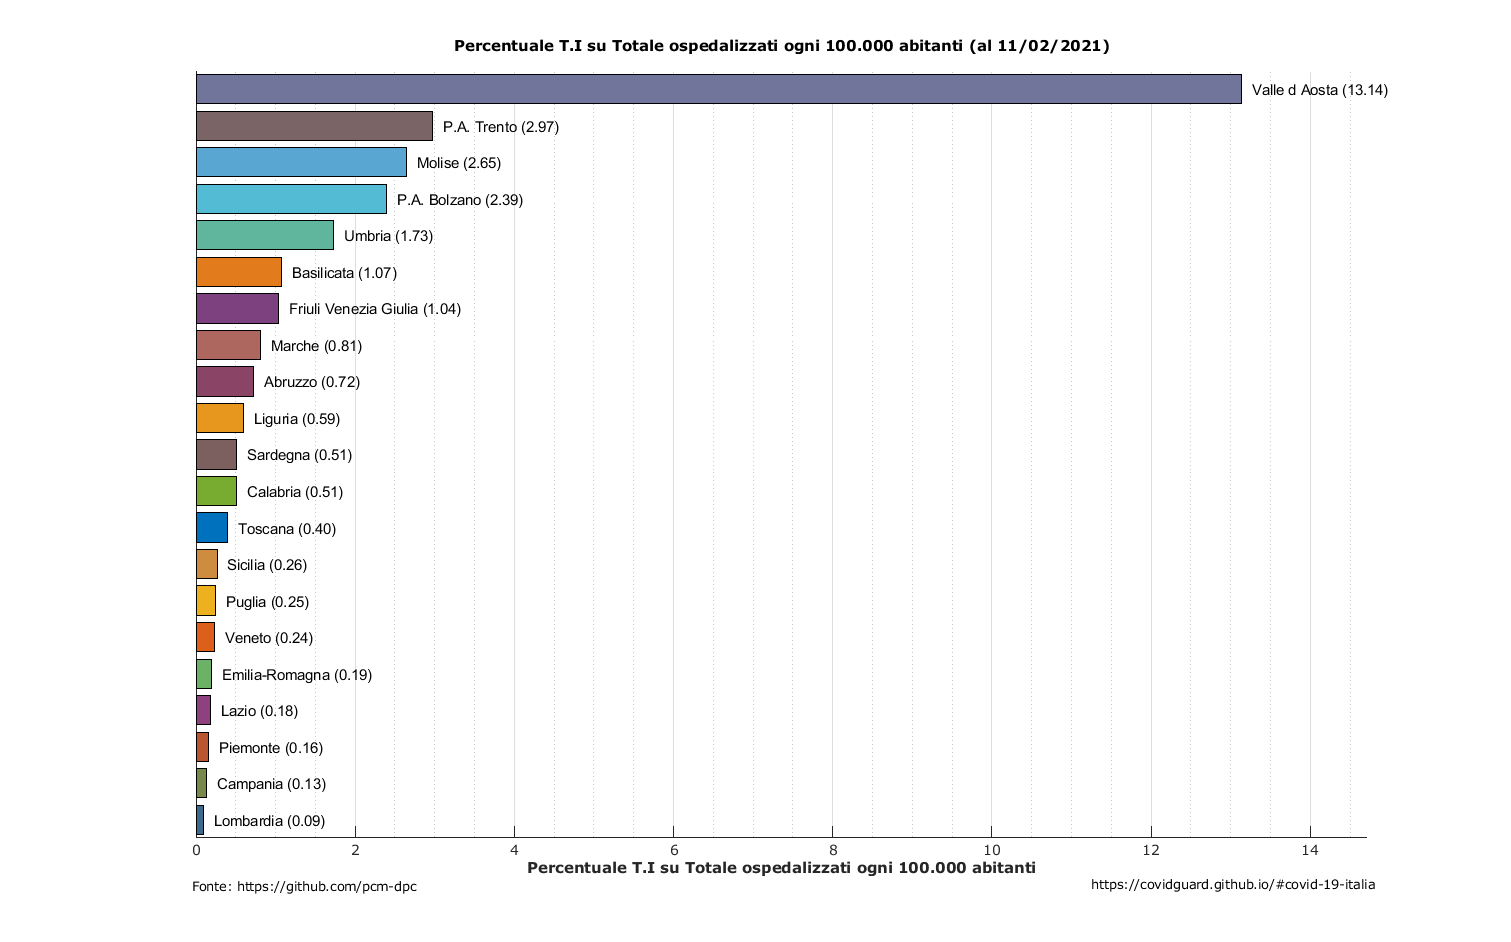 Percentuale T.I su Totale ospedalizzati ogni 100.000 abitanti (al 11/02/2021)
Valle d Aosta (13.14)
P.A. Trento (2.97)
Molise (2.65)
P.A. Bolzano (2.39)
Umbria (1.73)
Basilicata (1.07)
Friuli Venezia Giulia (1.04)
Marche (0.81)
Abruzzo (0.72)
Liguria (0.59)
Sardegna (0.51)
Calabria (0.51)
Toscana (0.40)
Sicilia (0.26)
Puglia (0.25)
Veneto (0.24)
Emilia-Romagna (0.19)
Lazio (0.18)
Piemonte (0.16)
Campania (0.13)
Lombardia (0.09)
0 2 4 6 8 10 12 14
Percentuale T.I su Totale ospedalizzati ogni 100.000 abitanti
Fonte: https://github.com/pcm-dpc
https://covidguard.github.io/#covid-19-italia